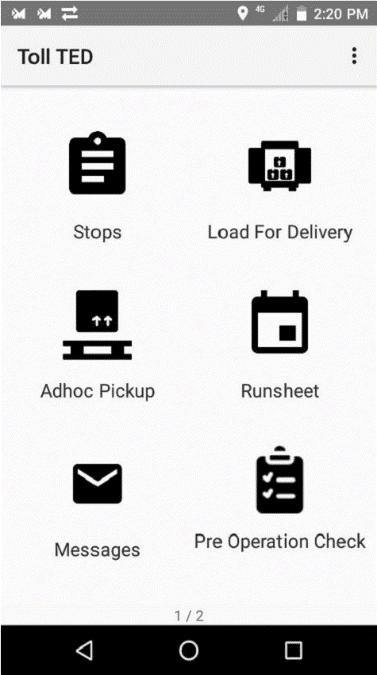 4G 2:20 PM
Toll TED
Stops
Load For Delivery
Adhoc Pickup
Runsheet
Messages
Pre Operation Check
1 / 2